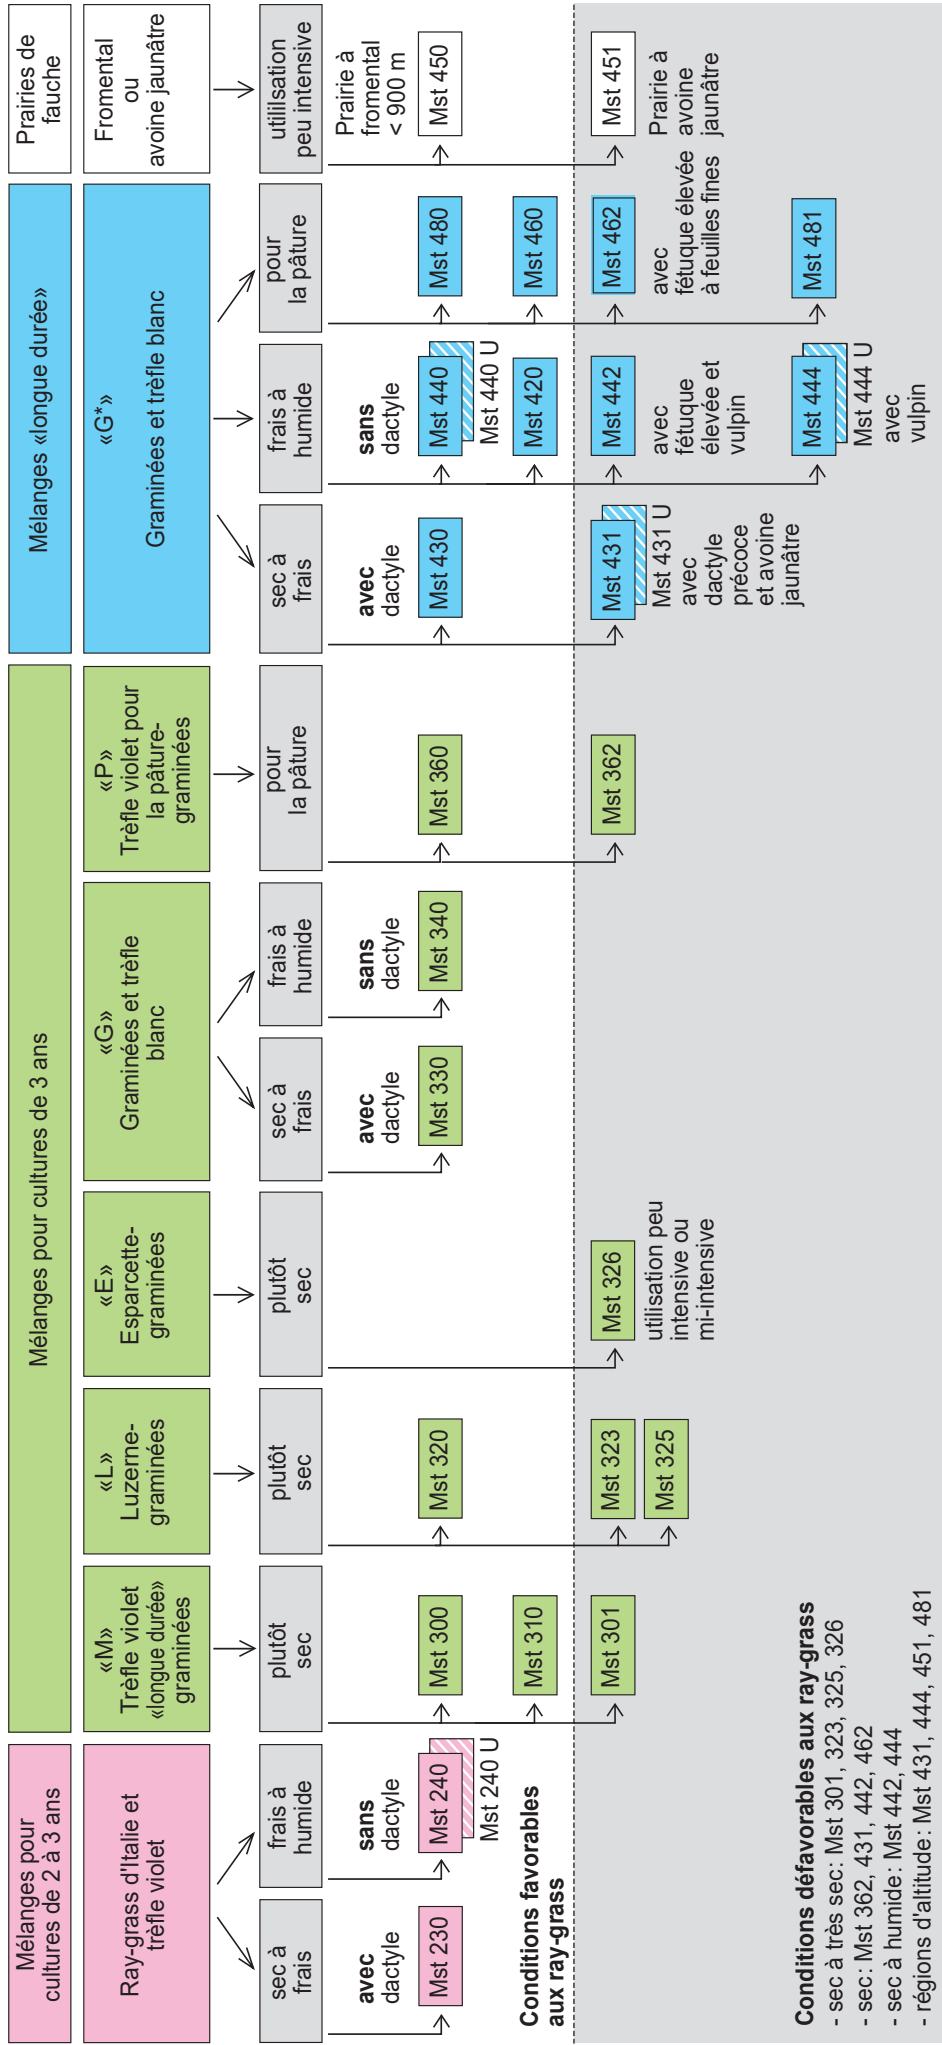 Mélanges pour
cultures de 2 à 3 ans
Mélanges pour cultures de 3 ans
Mélanges «longue durée»
Prairies de
fauche
Ray-grass d'Italie et
trèfle violet
«M»
Trèfle violet
«longue durée»
graminées
«L»
Luzerne-
graminées
«E»
Esparcette-
graminées
«G»
Graminées et trèfle
blanc
«P»
Trèfle violet pour
la pâture-
graminées
«G*»
Graminées et trèfle blanc
Fromental
ou
avoine jaunâtre
sec à
frais
frais à
humide
plutôt
sec
plutôt
sec
plutôt
sec
sec à
frais
frais à
humide
pour
la pâture
sec à
frais
frais à
humide
pour
la pâture
utilisation
peu intensive
avec
dactyle
Mst 230
sans
dactyle
Mst 240
Mst 240 U
Mst 300
Mst 310
Mst 320
avec
dactyle
Mst 330
sans
dactyle
Mst 340
Mst 360
avec
dactyle
Mst 430
sans
dactyle
Mst 440
Mst 440 U
Mst 420
Mst 480
Mst 460
Prairie à
fromental
< 900 m
Mst 450
Conditions favorables
aux ray-grass
Mst 301
Mst 323
Mst 325
Mst 326
utilisation peu
intensive ou
mi-intensive
Mst 362
Mst 431
Mst 431 U
avec
dactyle
précoce
et avoine
jaunâtre
Mst 442
avec
fétuque
élevée et
vulpin
Mst 444
Mst 444 U
avec
vulpin
Mst 462
avec
fétuque élevée
à feuilles fines
Mst 481
Mst 451
Prairie à
avoine
jaunâtre
Conditions défavorables aux ray-grass
- sec à très sec: Mst 301, 323, 325, 326
- sec: Mst 362, 431, 442, 462
- sec à humide: Mst 442, 444
- régions d'altitude: Mst 431, 444, 451, 481